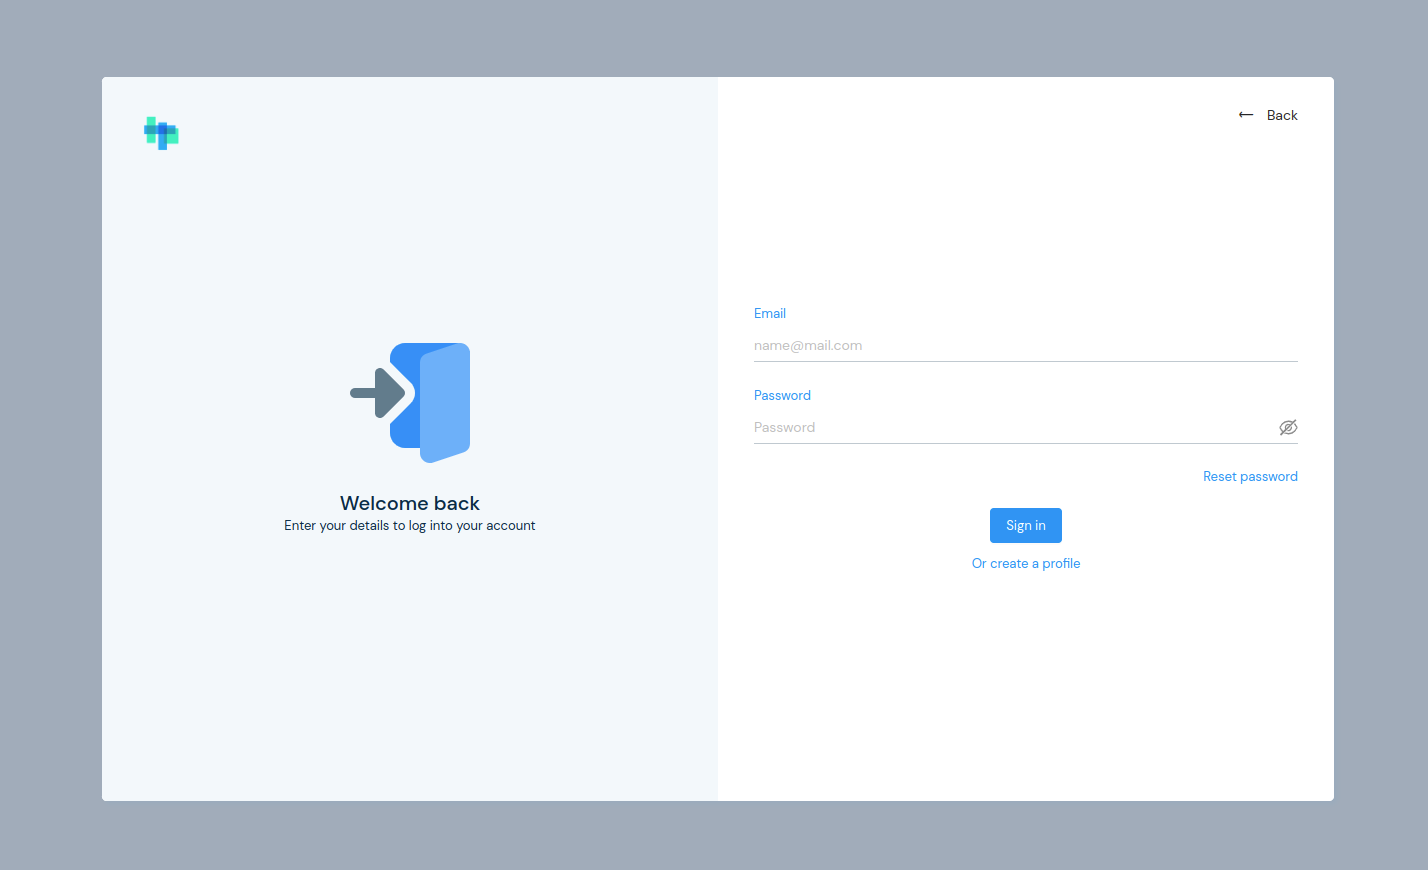 ← Back
Welcome back
Enter your details to log into your account
Email
name@mail.com
Password
Password
Reset password
Sign in
Or create a profile